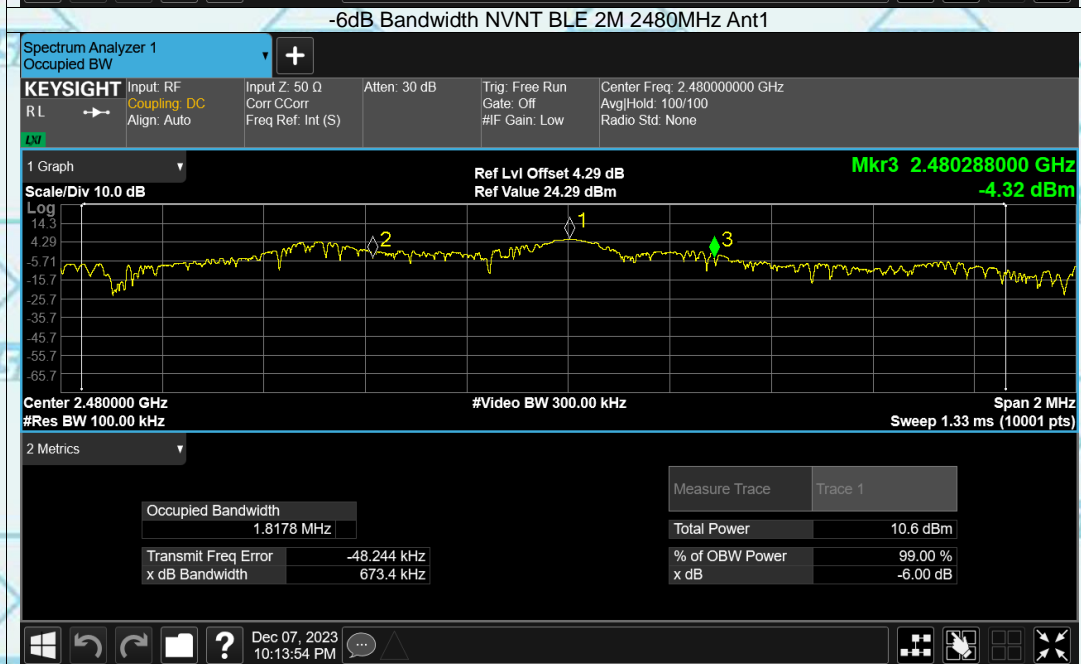 -6dB Bandwidth NVNT BLE 2M 2480MHz Ant1
Spectrum Analyzer 1
Occupied BW
+
KEYSIGHT
RL
LXI
Input: RF
Coupling: DC
Align: Auto
Input Z: 50 Ω
Corr CCorr
Freq Ref: Int (S)
Atten: 30 dB
Trig: Free Run
Gate: Off
#IF Gain: Low
Center Freq: 2.480000000 GHz
Avg|Hold: 100/100
Radio Std: None
1 Graph
Scale/Div 10.0 dB
Ref Lvl Offset 4.29 dB
Ref Value 24.29 dBm
Mkr3 2.480288000 GHz
-4.32 dBm
Log
14.3
4.29
-5.71
-15.7
-25.7
-35.7
-45.7
-55.7
-65.7
2
1
3
Center 2.480000 GHz
#Video BW 300.00 kHz
Span 2 MHz
#Res BW 100.00 kHz
Sweep 1.33 ms (10001 pts)
2 Metrics
Measure Trace Trace 1
Occupied Bandwidth
1.8178 MHz
Total Power 10.6 dBm
Transmit Freq Error -48.244 kHz
% of OBW Power 99.00 %
x dB Bandwidth 673.4 kHz
x dB -6.00 dB
?
Dec 07, 2023
10:13:54 PM